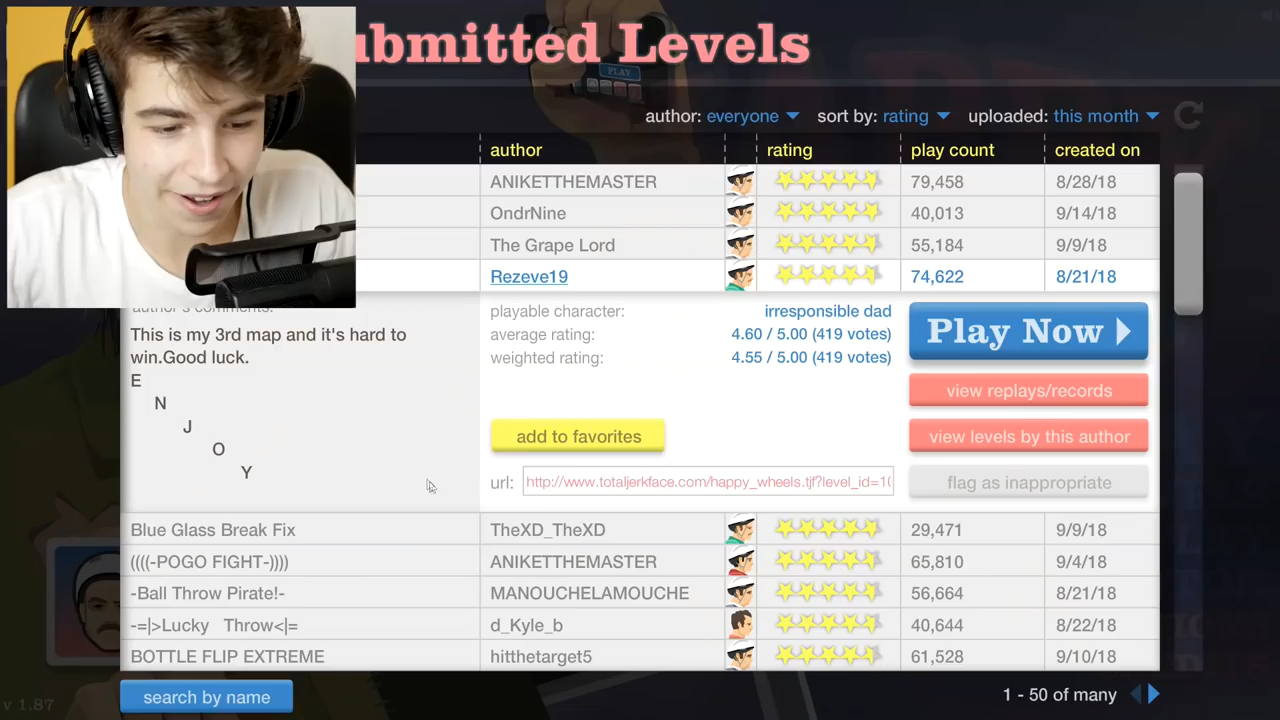 ubmitted Levels
PLAY
author: everyone sort by: rating uploaded: this month
author rating play count created on
ANIKETTHEMASTER 79,458 8/28/18
OndrNine 40,013 9/14/18
The Grape Lord 55,184 9/9/18
Rezeve19 74,622 8/21/18
author's comments:
This is my 3rd map and it's hard to
win.Good luck.
E
N
J
O
Y
playable character: irresponsible dad
average rating: 4.60 / 5.00 (419 votes)
weighted rating: 4.55 / 5.00 (419 votes)
add to favorites
url: http://www.totaljerkface.com/happy_wheels.tjf?level_id=10
Play Now
view replays/records
view levels by this author
flag as inappropriate
Blue Glass Break Fix TheXD_TheXD 29,471 9/9/18
((((-POGO FIGHT-)))) ANIKETTHEMASTER 65,810 9/4/18
-Ball Throw Pirate!- MANOUCHELAMOUCHE 56,664 8/21/18
-=|>Lucky Throw<|= d_Kyle_b 40,644 8/22/18
BOTTLE FLIP EXTREME hitthetarget5 61,528 9/10/18
v 1.87
search by name
1 - 50 of many